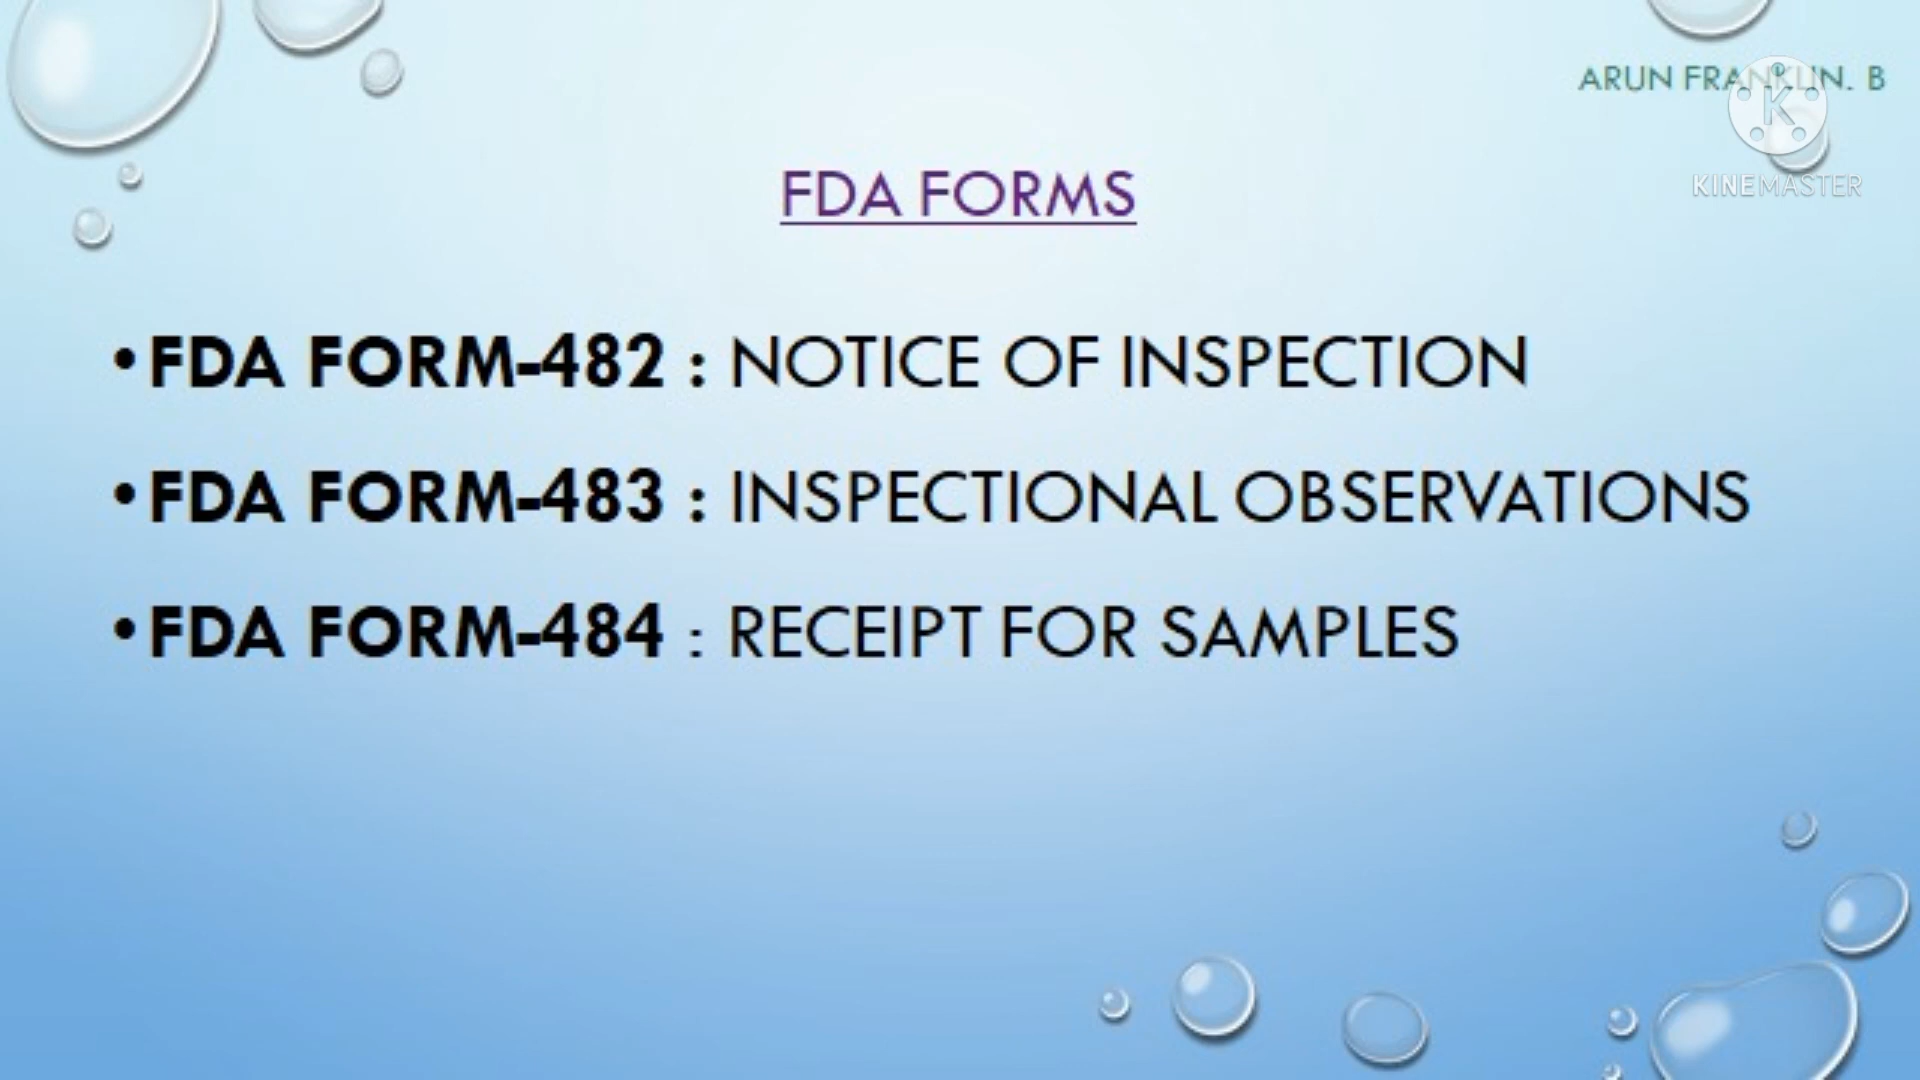 ARUN FRANKLIN. B
KINEMASTER
FDA FORMS
• FDA FORM-482 : NOTICE OF INSPECTION
• FDA FORM-483 : INSPECTIONAL OBSERVATIONS
• FDA FORM-484 : RECEIPT FOR SAMPLES